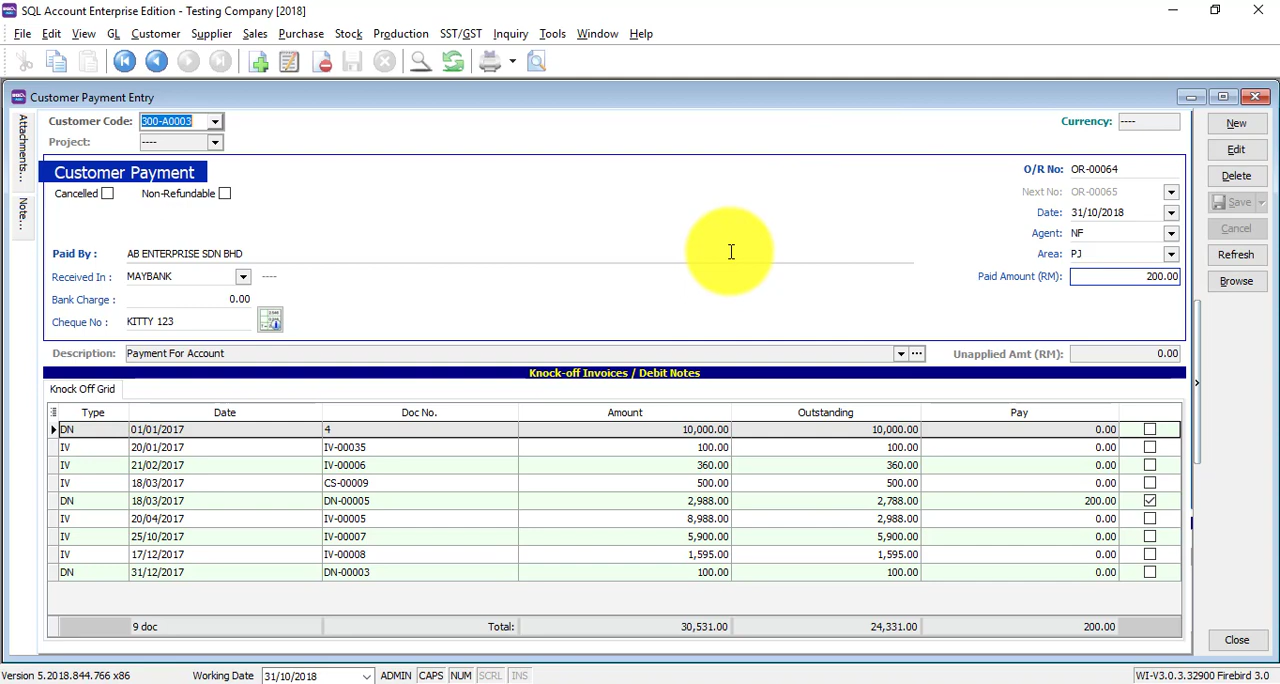 SQL Account Enterprise Edition - Testing Company [2018]
File Edit View GL Customer Supplier Sales Purchase Stock Production SST/GST Inquiry Tools Window Help
Customer Payment Entry
Attachments...
Note...
Customer Code: 300-A0003 Currency: ----
Project: ----
Customer Payment
Cancelled Non-Refundable
O/R No: OR-00064
Next No: OR-00065
Date: 31/10/2018
Agent: NF
Area: PJ
Paid Amount (RM): 200.00
Paid By : AB ENTERPRISE SDN BHD
Received In : MAYBANK ----
Bank Charge : 0.00
Cheque No : KITTY 123
Description: Payment For Account Unapplied Amt (RM): 0.00
Knock-off Invoices / Debit Notes
Knock Off Grid
Type Date Doc No. Amount Outstanding Pay
DN 01/01/2017 4 10,000.00 10,000.00 0.00
IV 20/01/2017 IV-00035 100.00 100.00 0.00
IV 21/02/2017 IV-00006 360.00 360.00 0.00
IV 18/03/2017 CS-00009 500.00 500.00 0.00
DN 18/03/2017 DN-00005 2,988.00 2,788.00 200.00
IV 20/04/2017 IV-00005 8,988.00 2,988.00 0.00
IV 25/10/2017 IV-00007 5,900.00 5,900.00 0.00
IV 17/12/2017 IV-00008 1,595.00 1,595.00 0.00
DN 31/12/2017 DN-00003 100.00 100.00 0.00
9 doc Total: 30,531.00 24,331.00 200.00
New
Edit
Delete
Save
Cancel
Refresh
Browse
Close
Version 5.2018.844.766 x86 Working Date 31/10/2018 ADMIN CAPS NUM SCRL INS WI-V3.0.3.32900 Firebird 3.0